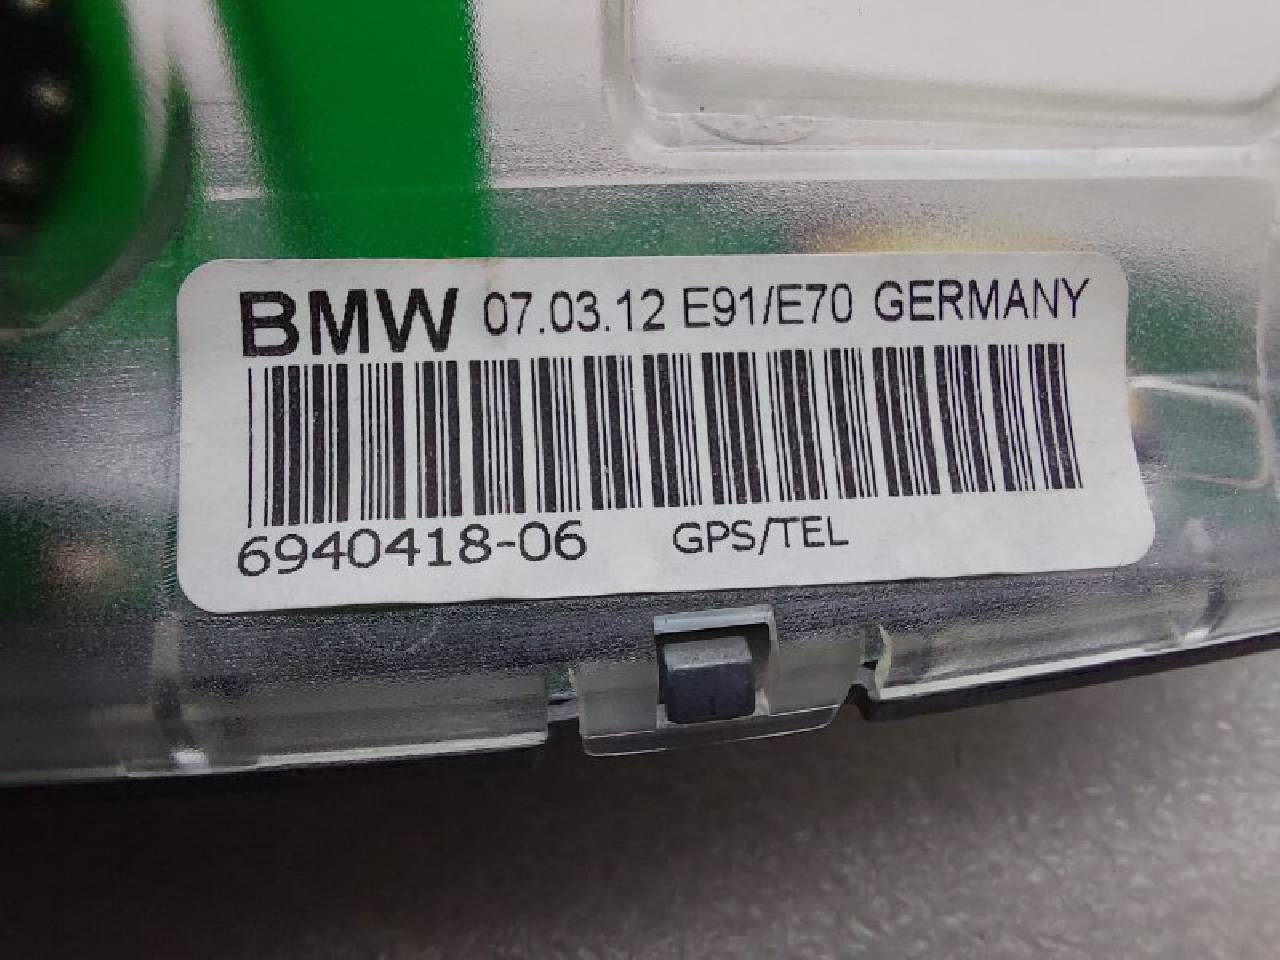 BMW 07.03.12 E91/E70 GERMANY
6940418-06 GPS/TEL